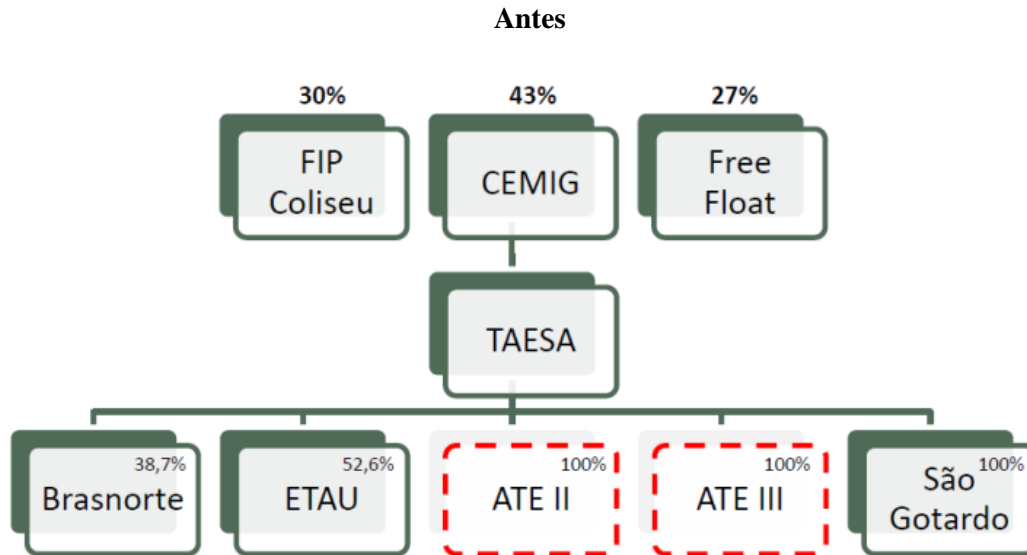 Antes
30% 43% 27%
FIP
Coliseu
CEMIG
Free
Float
TAESA
38,7%
Brasnorte
52,6%
ETAU
100%
ATE II
100%
ATE III
100%
São
Gotardo